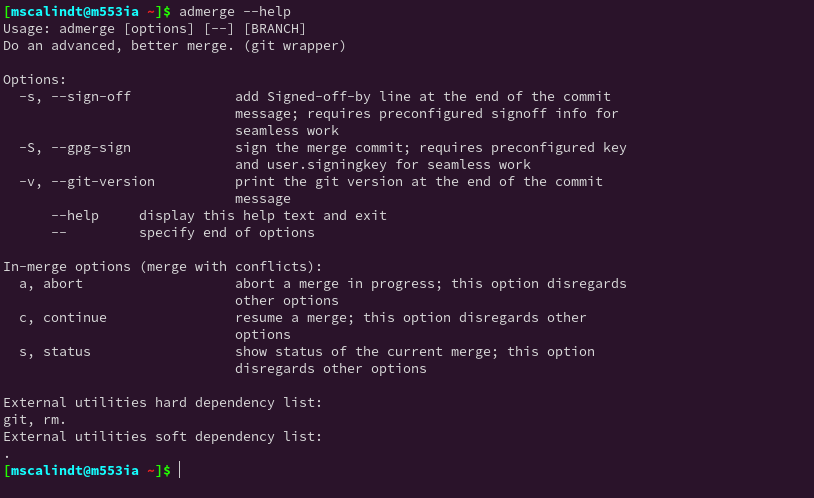 [mscalindt@m553ia ~]$ admerge --help
Usage: admerge [options] [--] [BRANCH]
Do an advanced, better merge. (git wrapper)

Options:
  -s, --sign-off             add Signed-off-by line at the end of the commit
                             message; requires preconfigured signoff info for
                             seamless work
  -S, --gpg-sign             sign the merge commit; requires preconfigured key
                             and user.signingkey for seamless work
  -v, --git-version          print the git version at the end of the commit
                             message
      --help     display this help text and exit
      --         specify end of options

In-merge options (merge with conflicts):
  a, abort                   abort a merge in progress; this option disregards
                             other options
  c, continue                resume a merge; this option disregards other
                             options
  s, status                  show status of the current merge; this option
                             disregards other options

External utilities hard dependency list:
git, rm.
External utilities soft dependency list:
.
[mscalindt@m553ia ~]$